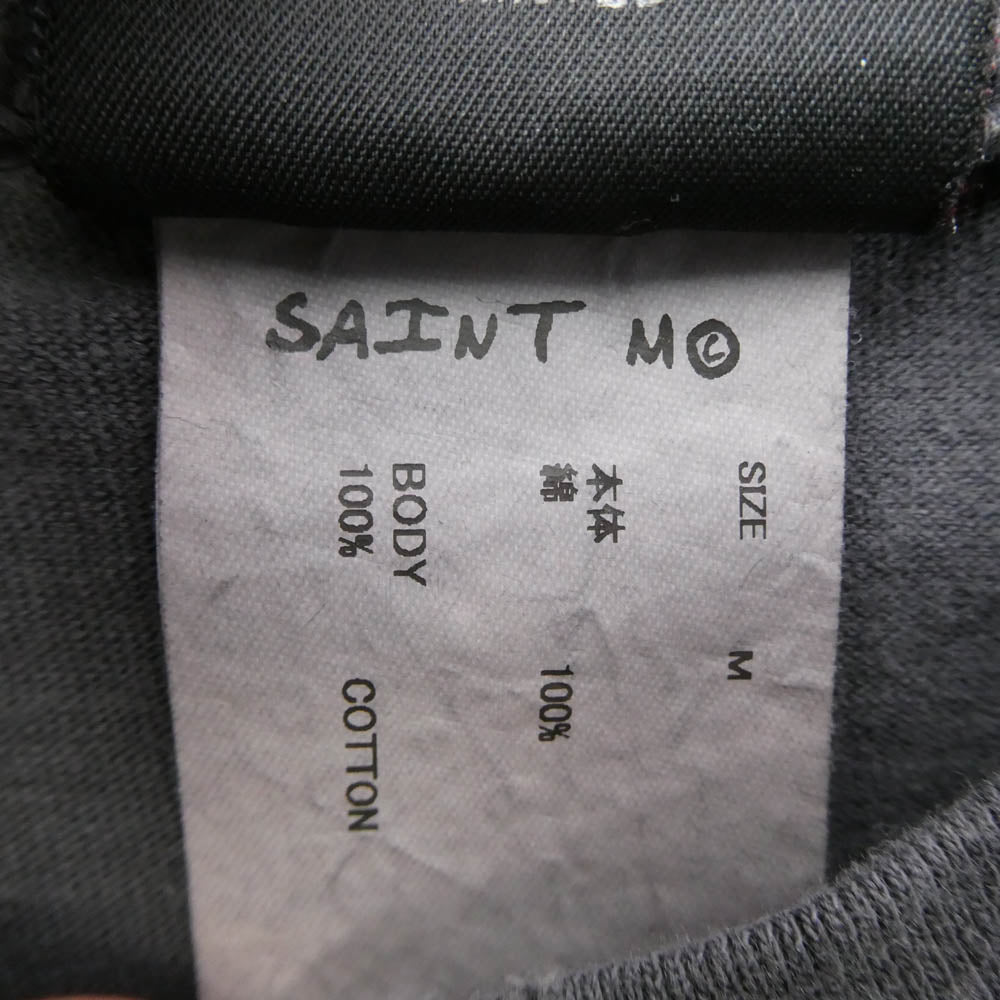 SAINT M ©
SIZE M
本体
綿 100%
BODY
100% COTTON